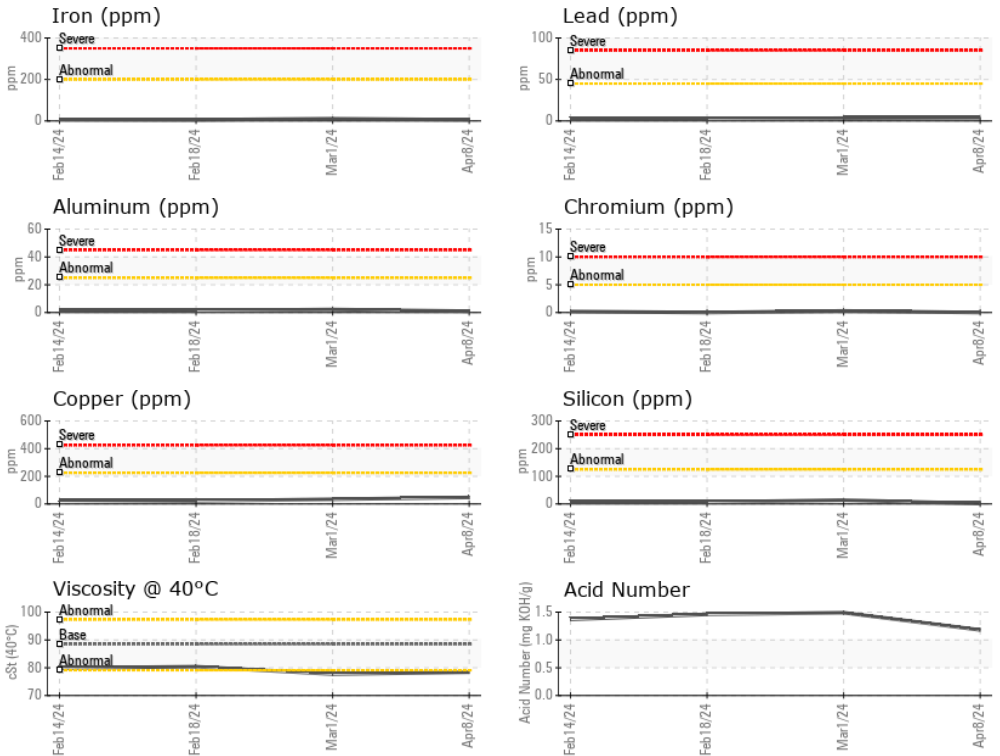 Iron (ppm)
400
200
0
ppm
Severe
Abnormal
Feb14/24
Feb18/24
Mar1/24
Apr8/24
Lead (ppm)
100
50
0
ppm
Severe
Abnormal
Feb14/24
Feb18/24
Mar1/24
Apr8/24
Aluminum (ppm)
60
40
20
0
ppm
Severe
Abnormal
Feb14/24
Feb18/24
Mar1/24
Apr8/24
Chromium (ppm)
15
10
5
0
ppm
Severe
Abnormal
Feb14/24
Feb18/24
Mar1/24
Apr8/24
Copper (ppm)
600
400
200
0
ppm
Severe
Abnormal
Feb14/24
Feb18/24
Mar1/24
Apr8/24
Silicon (ppm)
300
200
100
0
ppm
Severe
Abnormal
Feb14/24
Feb18/24
Mar1/24
Apr8/24
Viscosity @ 40°C
100
90
80
70
cSt (40°C)
Abnormal
Base
Abnormal
Feb14/24
Feb18/24
Mar1/24
Apr8/24
Acid Number
1.5
1.0
0.5
0.0
Acid Number (mg KOH/g)
Feb14/24
Feb18/24
Mar1/24
Apr8/24